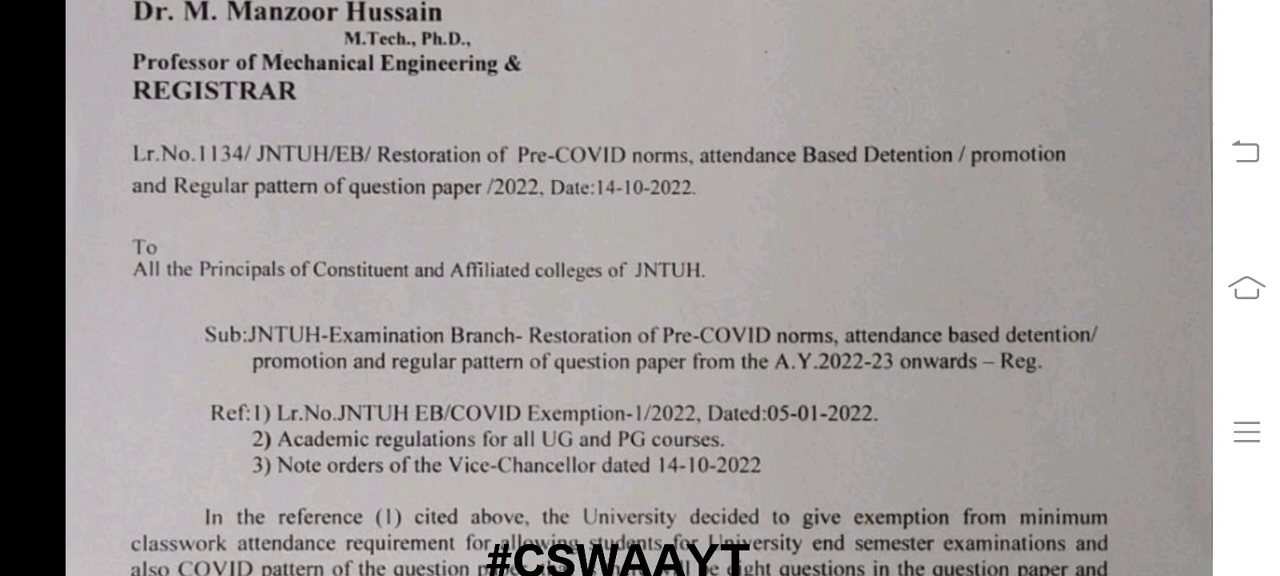 Dr. M. Manzoor Hussain
M.Tech., Ph.D.,
Professor of Mechanical Engineering &
REGISTRAR
Lr.No.1134/ JNTUH/EB/ Restoration of Pre-COVID norms, attendance Based Detention / promotion
and Regular pattern of question paper /2022, Date:14-10-2022.
To
All the Principals of Constituent and Affiliated colleges of JNTUH.
Sub:JNTUH-Examination Branch- Restoration of Pre-COVID norms, attendance based detention/
promotion and regular pattern of question paper from the A.Y.2022-23 onwards – Reg.
Ref:1) Lr.No.JNTUH EB/COVID Exemption-1/2022, Dated:05-01-2022.
2) Academic regulations for all UG and PG courses.
3) Note orders of the Vice-Chancellor dated 14-10-2022
In the reference (1) cited above, the University decided to give exemption from minimum
classwork attendance requirement for allowing students for University end semester examinations and
#CSWAAYT
also COVID pattern of the question eight questions in the question paper and